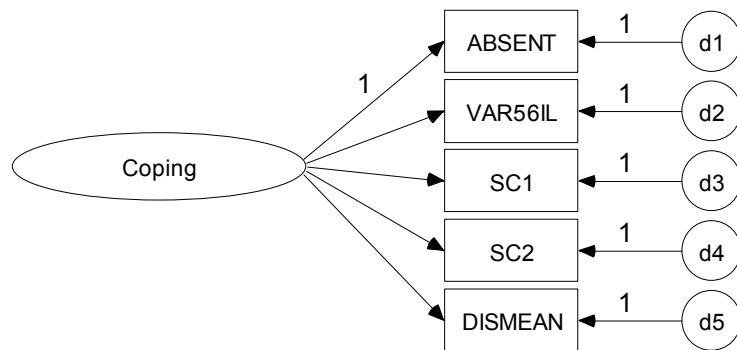 ABSENT 1 d1
1
VAR56IL 1 d2
Coping
SC1 1 d3
SC2 1 d4
DISMEAN 1 d5